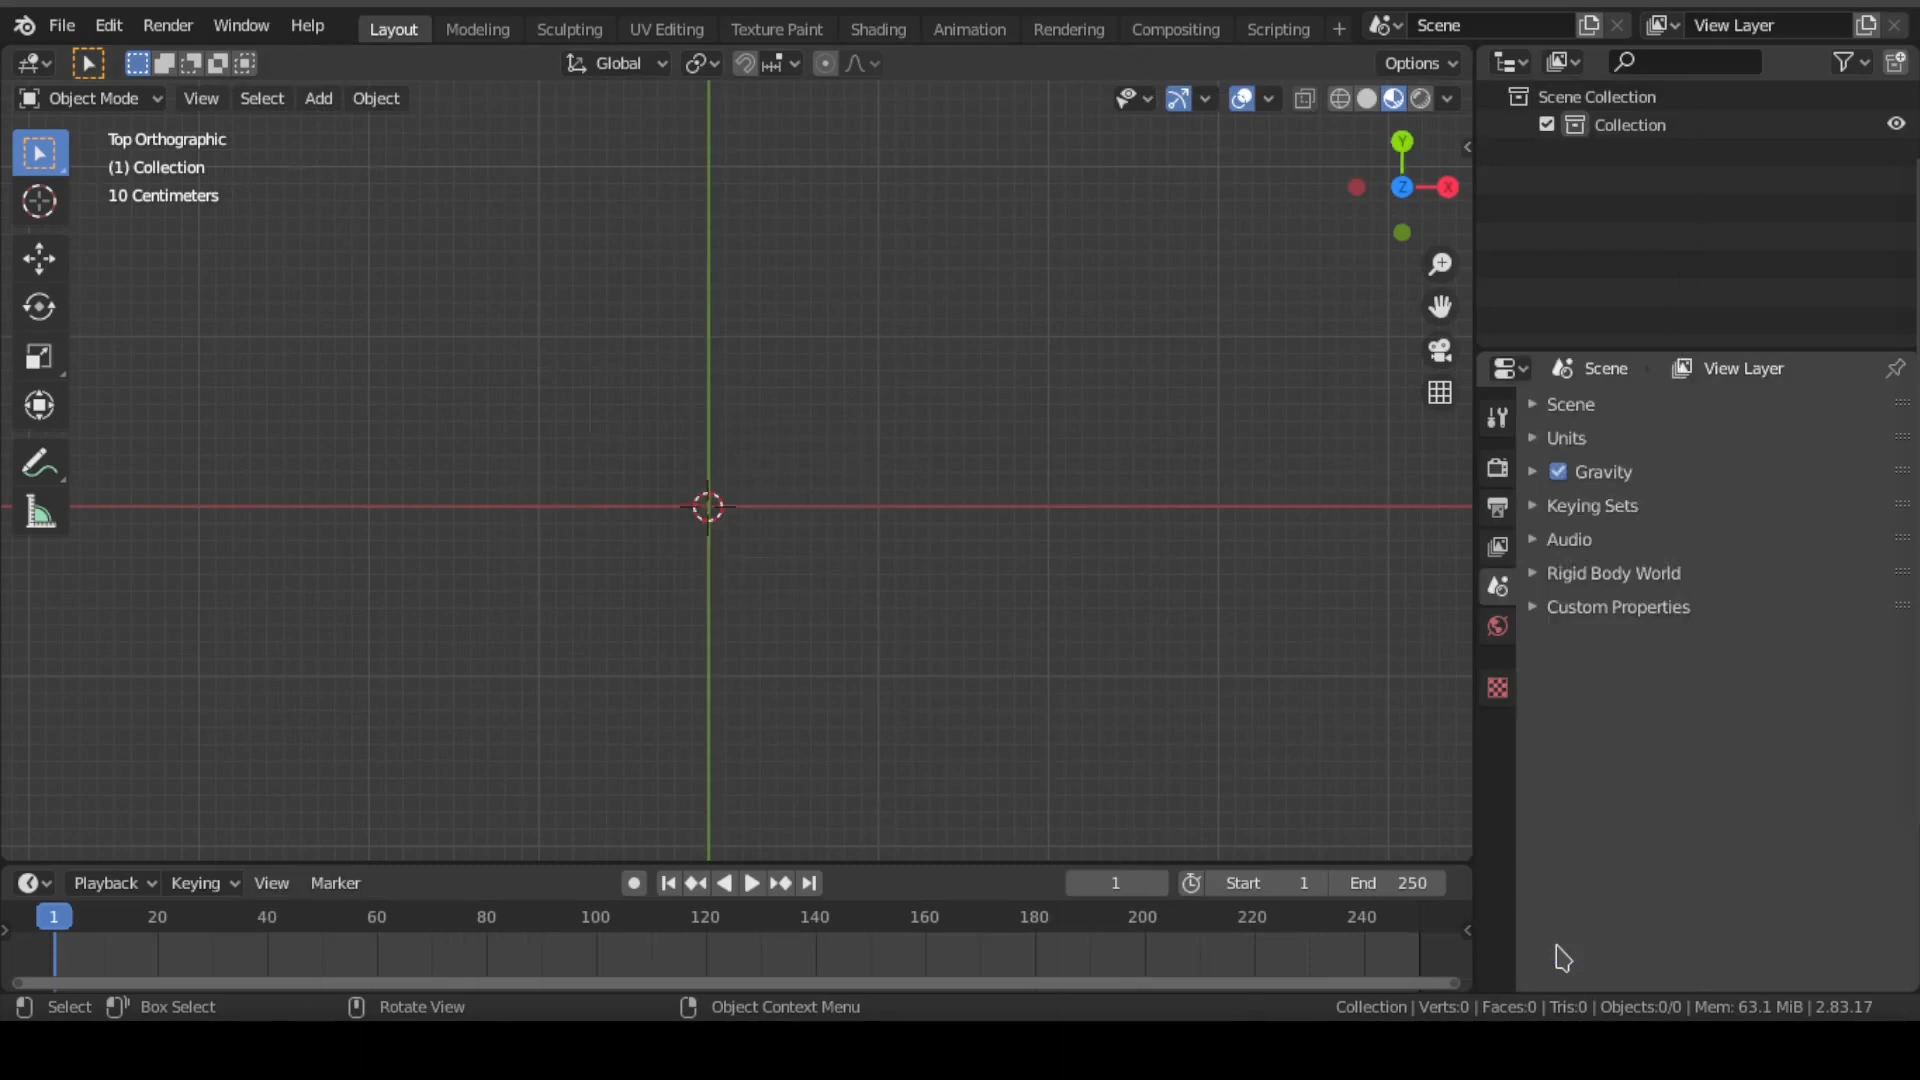 File Edit Render Window Help Layout Modeling Sculpting UV Editing Texture Paint Shading Animation Rendering Compositing Scripting + Scene View Layer
Global Options
Object Mode View Select Add Object
Scene Collection
Collection
Top Orthographic
(1) Collection
10 Centimeters
Y
Z X
Scene View Layer
Scene
Units
Gravity
Keying Sets
Audio
Rigid Body World
Custom Properties
Playback Keying View Marker 1 Start 1 End 250
1 20 40 60 80 100 120 140 160 180 200 220 240
Select Box Select Rotate View Object Context Menu Collection | Verts:0 | Faces:0 | Tris:0 | Objects:0/0 | Mem: 63.1 MiB | 2.83.17